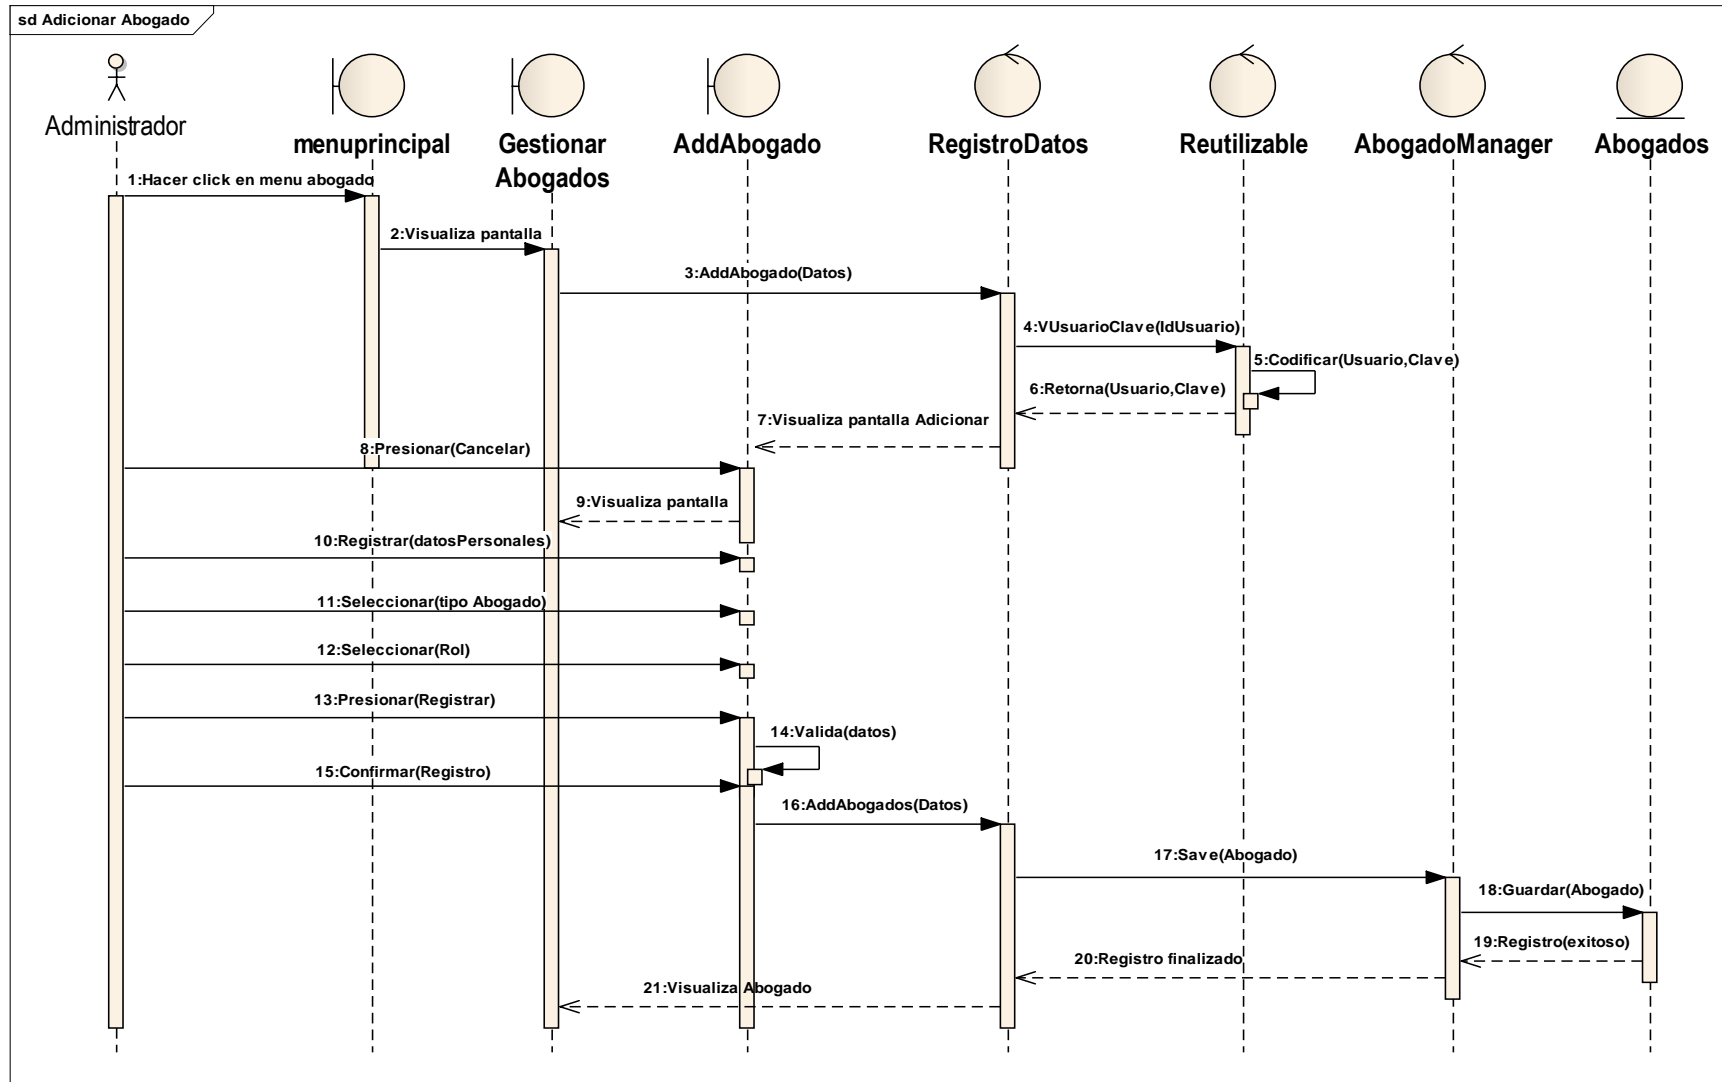 sd Adicionar Abogado
Administrador
menuprincipal
Gestionar
Abogados
AddAbogado
RegistroDatos
Reutilizable
AbogadoManager
Abogados
1:Hacer click en menu abogado
2:Visualiza pantalla
3:AddAbogado(Datos)
4:VUsuarioClave(IdUsuario)
5:Codificar(Usuario,Clave)
6:Retorna(Usuario,Clave)
7:Visualiza pantalla Adicionar
8:Presionar(Cancelar)
9:Visualiza pantalla
10:Registrar(datosPersonales)
11:Seleccionar(tipo Abogado)
12:Seleccionar(Rol)
13:Presionar(Registrar)
14:Valida(datos)
15:Confirmar(Registro)
16:AddAbogados(Datos)
17:Save(Abogado)
18:Guardar(Abogado)
19:Registro(exitoso)
20:Registro finalizado
21:Visualiza Abogado